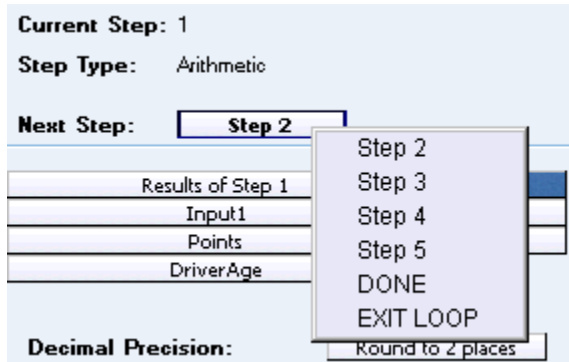 Current Step: 1
Step Type: Arithmetic
Next Step: Step 2
Step 2
Step 3
Step 4
Step 5
DONE
EXIT LOOP
Results of Step 1
Input1
Points
DriverAge
Decimal Precision: Round to 2 places